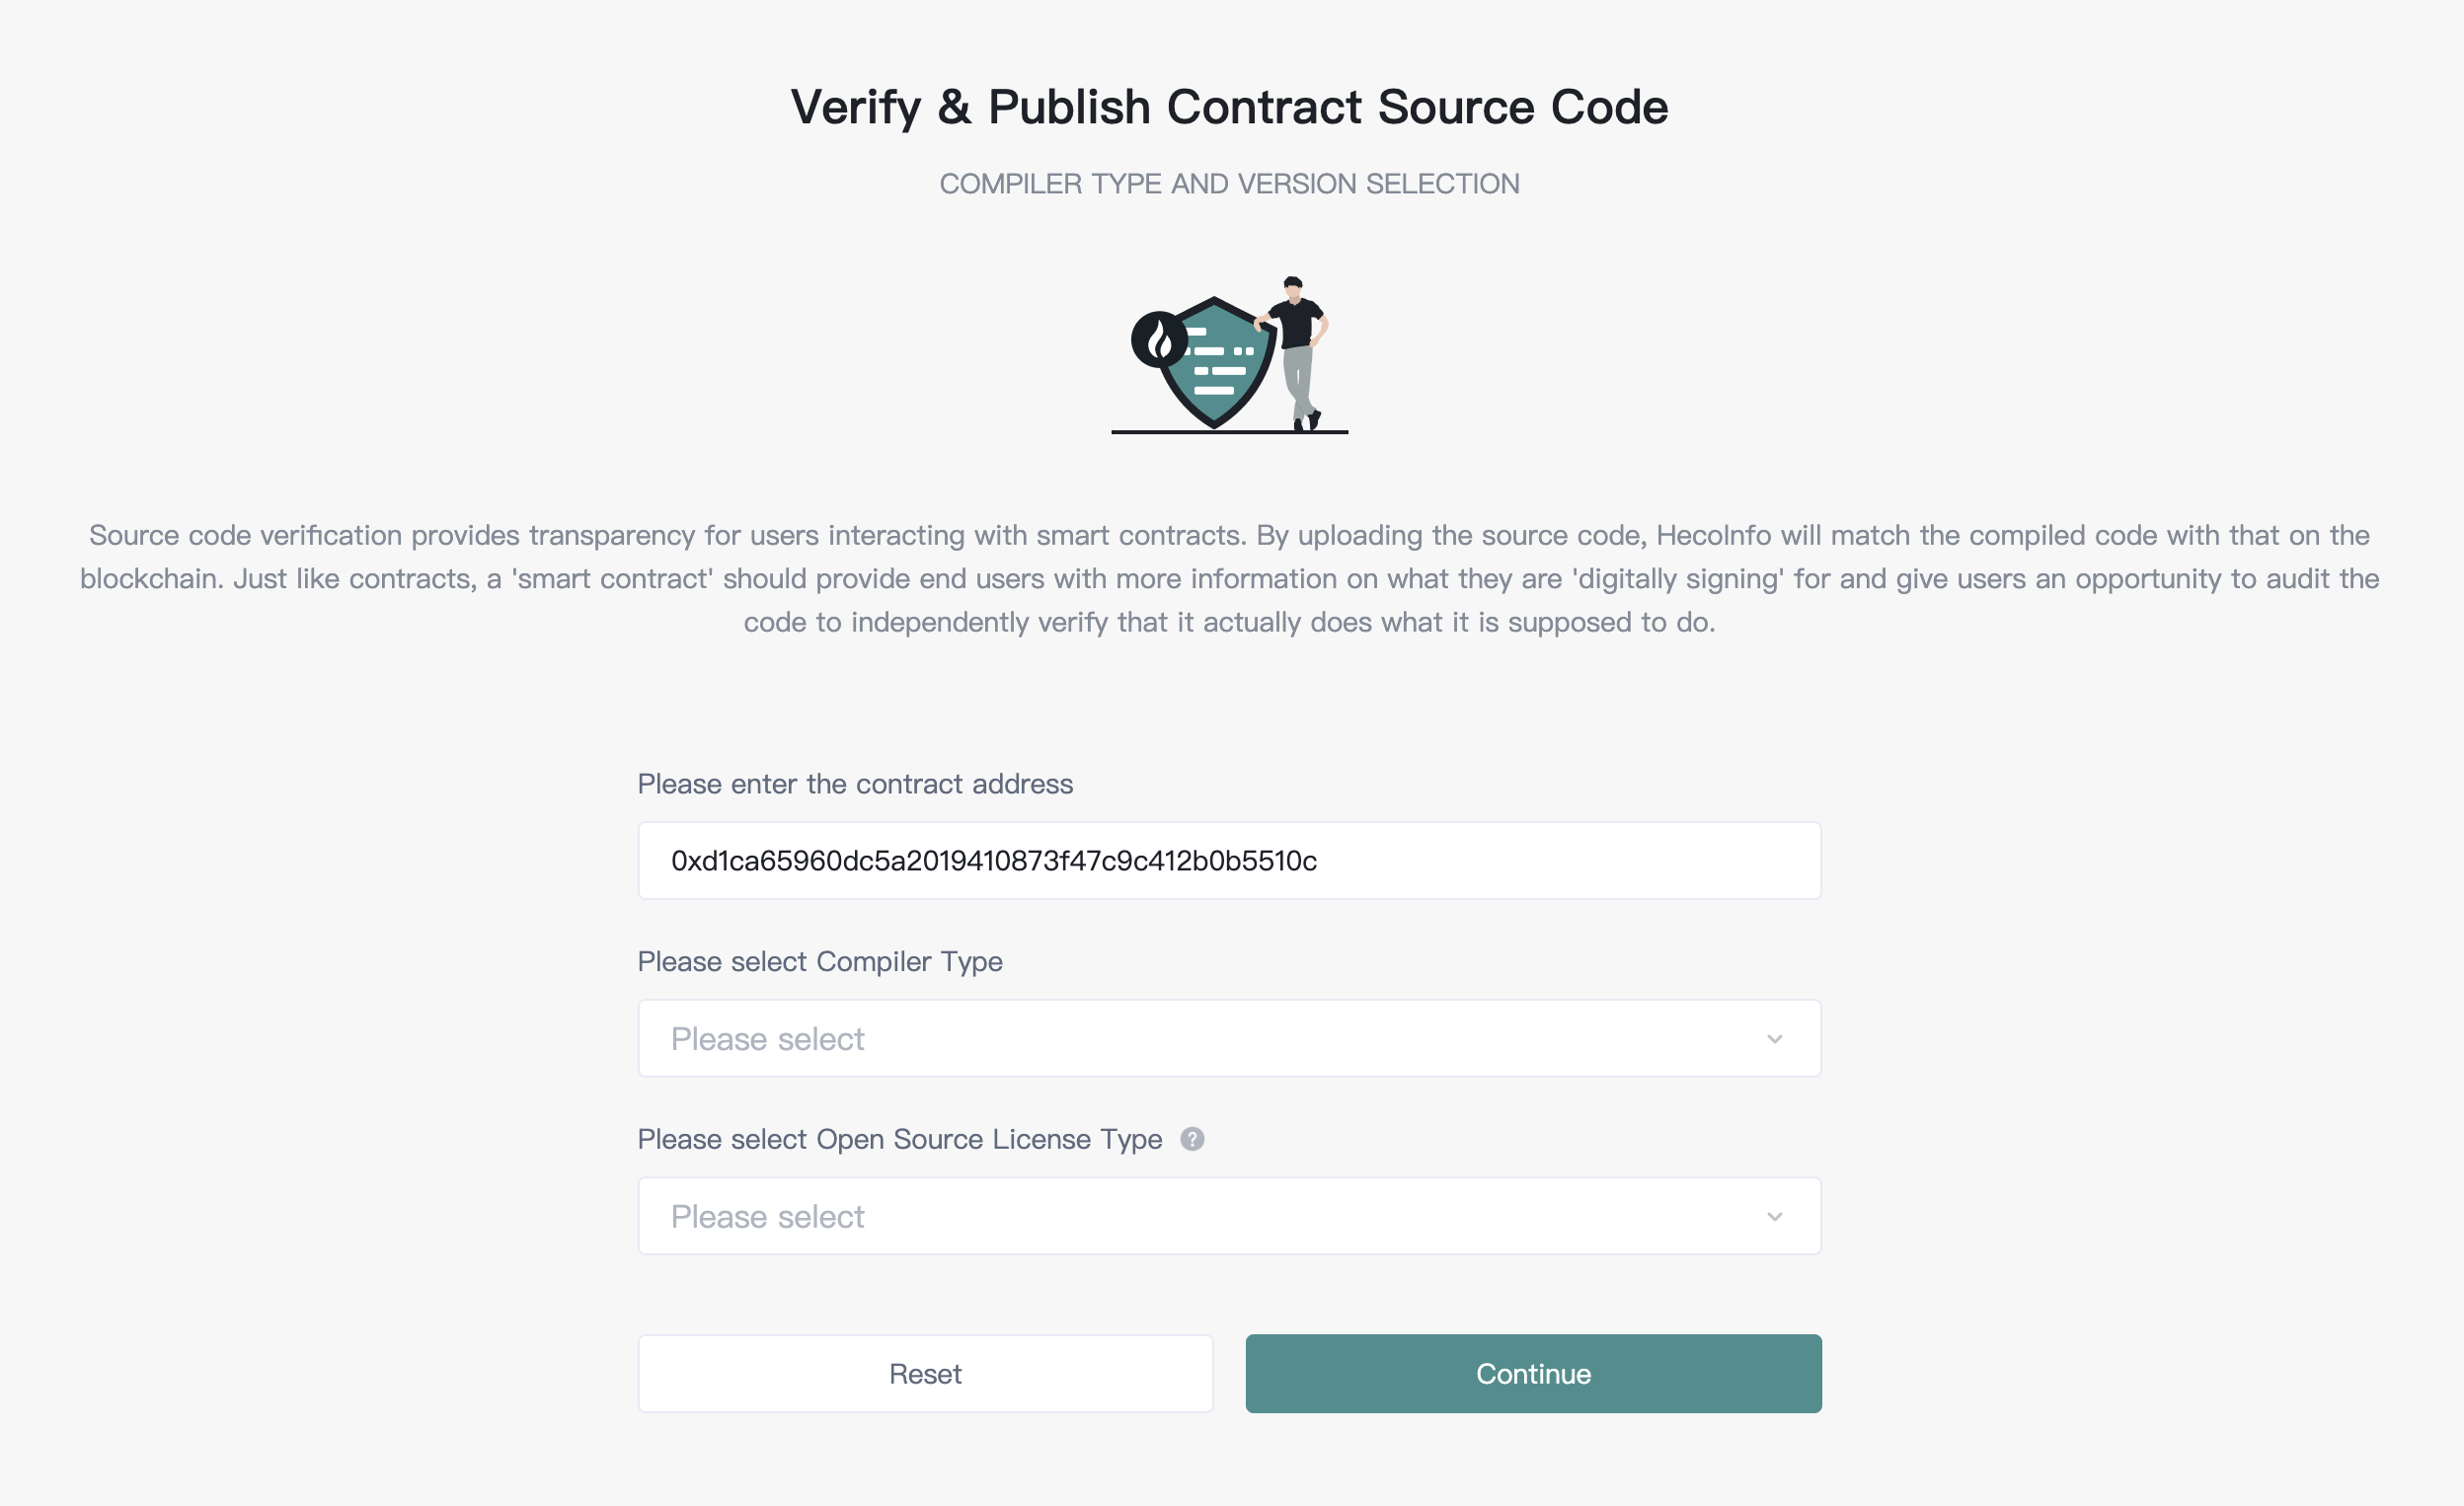 Verify & Publish Contract Source Code
COMPILER TYPE AND VERSION SELECTION
Source code verification provides transparency for users interacting with smart contracts. By uploading the source code, HecoInfo will match the compiled code with that on the
blockchain. Just like contracts, a 'smart contract' should provide end users with more information on what they are 'digitally signing' for and give users an opportunity to audit the
code to independently verify that it actually does what it is supposed to do.
Please enter the contract address
0xd1ca65960dc5a2019410873f47c9c412b0b5510c
Please select Compiler Type
Please select
Please select Open Source License Type ?
Please select
Reset
Continue